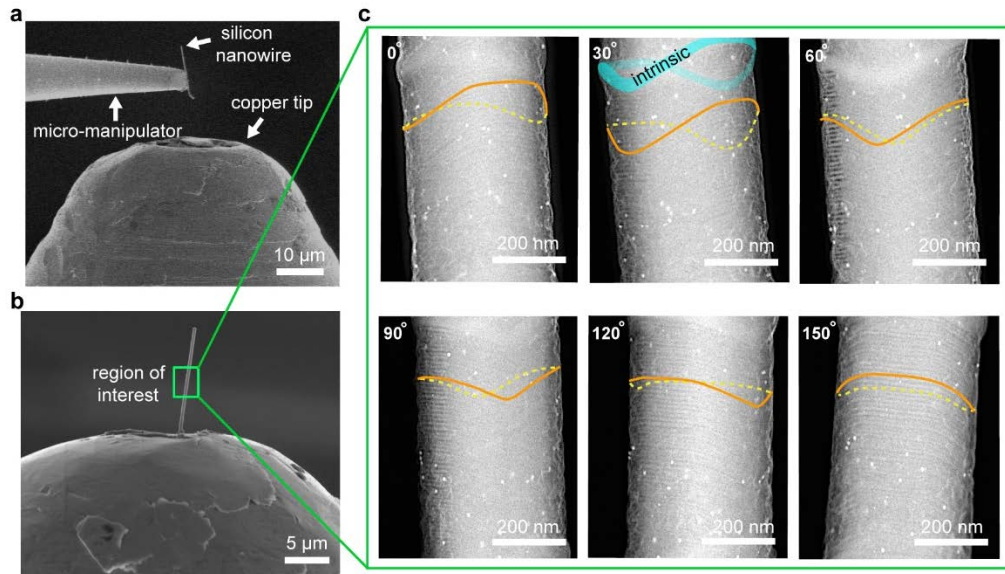 a
silicon
nanowire
copper tip
micro-manipulator
10 µm
b
region of
interest
5 µm
c
0°
200 nm
30°
intrinsic
200 nm
60°
200 nm
90°
200 nm
120°
200 nm
150°
200 nm